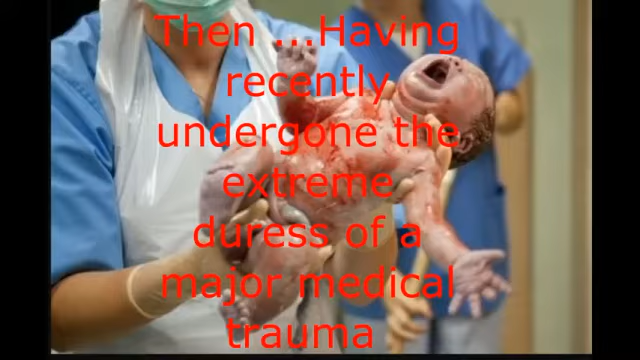 Then ...Having
recently
undergone the
extreme
duress of a
major medical
trauma